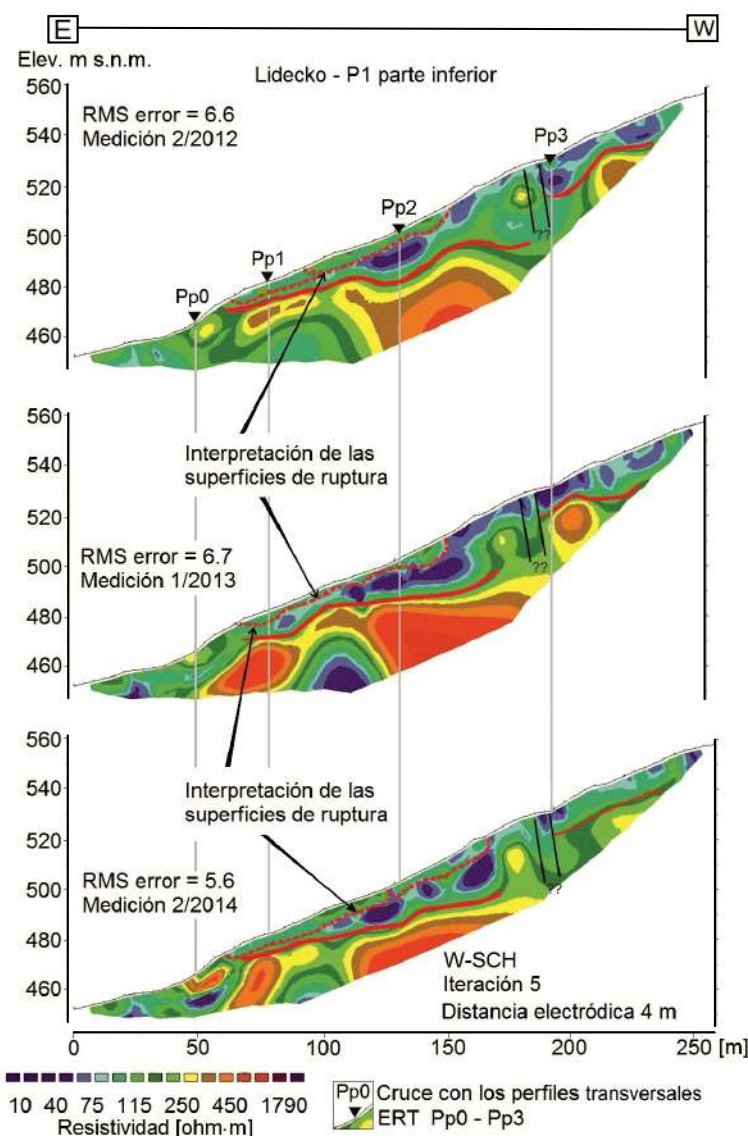 E W
Elev. m s.n.m.
Lidecko - P1 parte inferior
560
540
520
500
480
460
RMS error = 6.6
Medición 2/2012
Pp3
Pp2
Pp1
Pp0
??
Interpretación de las
superficies de ruptura
560
540
520
500
480
460
RMS error = 6.7
Medición 1/2013
??
Interpretación de las
superficies de ruptura
560
540
520
500
480
460
RMS error = 5.6
Medición 2/2014
??
W-SCH
Iteración 5
Distancia electródica 4 m
0 50 100 150 200 250 [m]
10 40 75 115 250 450 1790
Resistividad [ohm·m]
Pp0 Cruce con los perfiles transversales
ERT Pp0 - Pp3